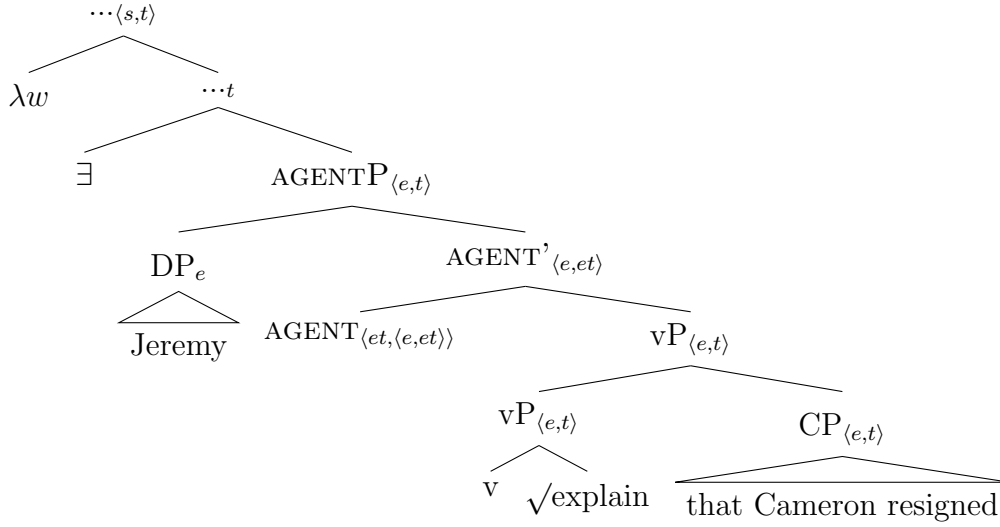 ...⟨s,t⟩
λw
...t
∃
AGENTP⟨e,t⟩
DPe
AGENT’⟨e,et⟩
Jeremy
AGENT⟨et,⟨e,et⟩⟩
vP⟨e,t⟩
vP⟨e,t⟩
CP⟨e,t⟩
v
√explain
that Cameron resigned